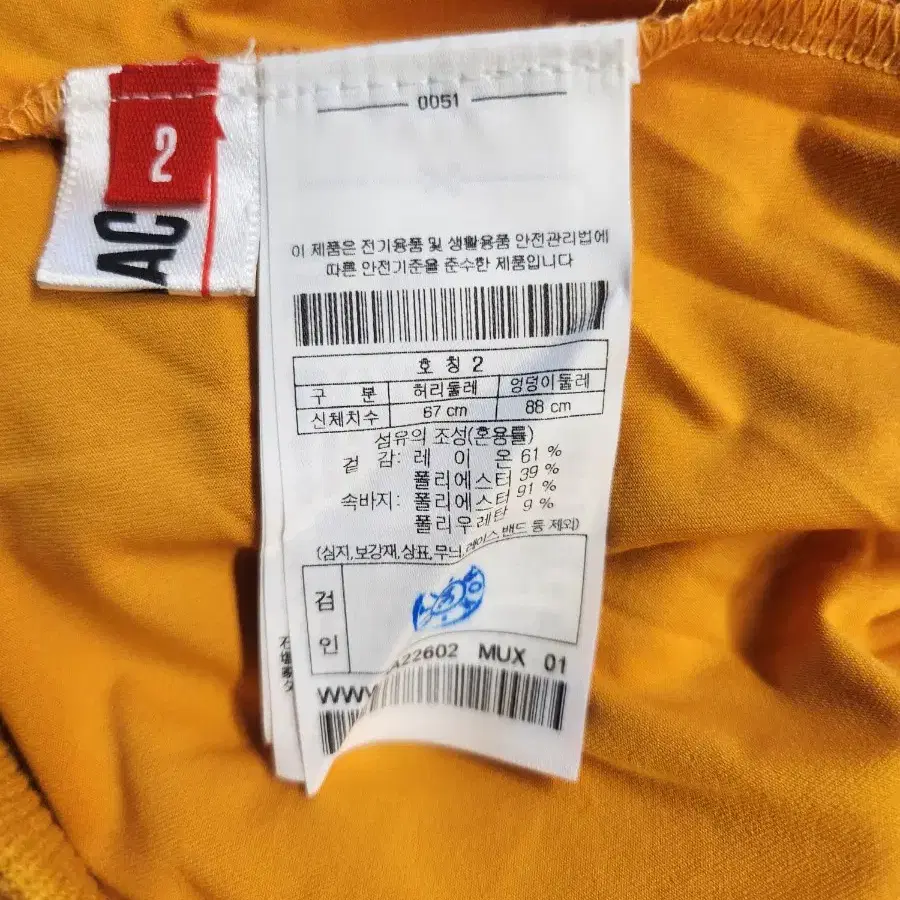 2
AC
0051
이 제품은 전기용품 및 생활용품 안전관리법에
따른 안전기준을 준수한 제품입니다
호 칭 2
구 분 허리둘레 엉덩이둘레
신체치수 67 cm 88 cm
섬유의 조성(혼용률)
겉 감: 레 이 온 61 %
폴리에스터 39 %
속바지: 폴리에스터 91 %
폴리우레탄 9 %
(심지,보강재,상표,무늬,레이스,밴드 등 제외)
검
인
A22602 MUX 01
WWW